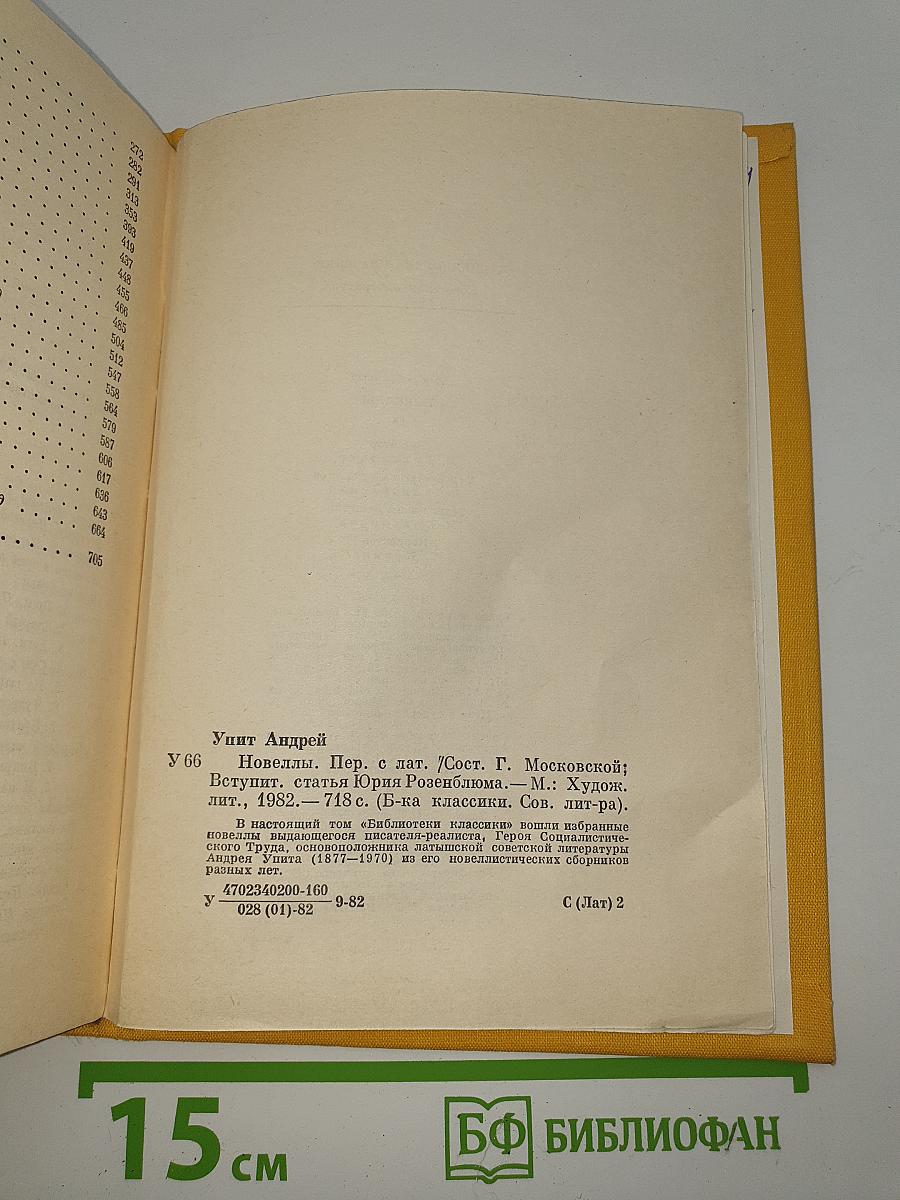 272
282
291
313
353
393
419
437
448
455
466
485
504
512
547
558
564
579
587
606
617
636
643
664
705
Упит Андрей
У 66 Новеллы. Пер. с лат. /Сост. Г. Московской;
Вступит. статья Юрия Розенблюма.— М.: Худож.
лит., 1982.— 718 с. (Б-ка классики. Сов. лит-ра).
В настоящий том «Библиотеки классики» вошли избранные
новеллы выдающегося писателя-реалиста, Героя Социалистиче-
ского Труда, основоположника латышской советской литературы
Андрея Упита (1877—1970) из его новеллистических сборников
разных лет.
У 4702340200-160 9-82
028 (01)-82
С (Лат) 2
15 см
БФ БИБЛИОФАН